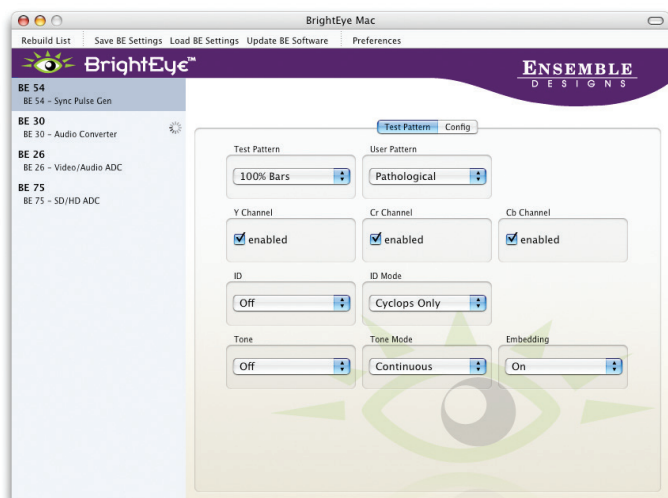 BrightEye Mac
Rebuild List Save BE Settings Load BE Settings Update BE Software Preferences
BrightEye™
ENSEMBLE
DESIGNS
BE 54
BE 54 – Sync Pulse Gen
BE 30
BE 30 – Audio Converter
BE 26
BE 26 – Video/Audio ADC
BE 75
BE 75 – SD/HD ADC
Test Pattern Config
Test Pattern User Pattern
100% Bars Pathological
Y Channel Cr Channel Cb Channel
enabled enabled enabled
ID ID Mode
Off Cyclops Only
Tone Tone Mode Embedding
Off Continuous On